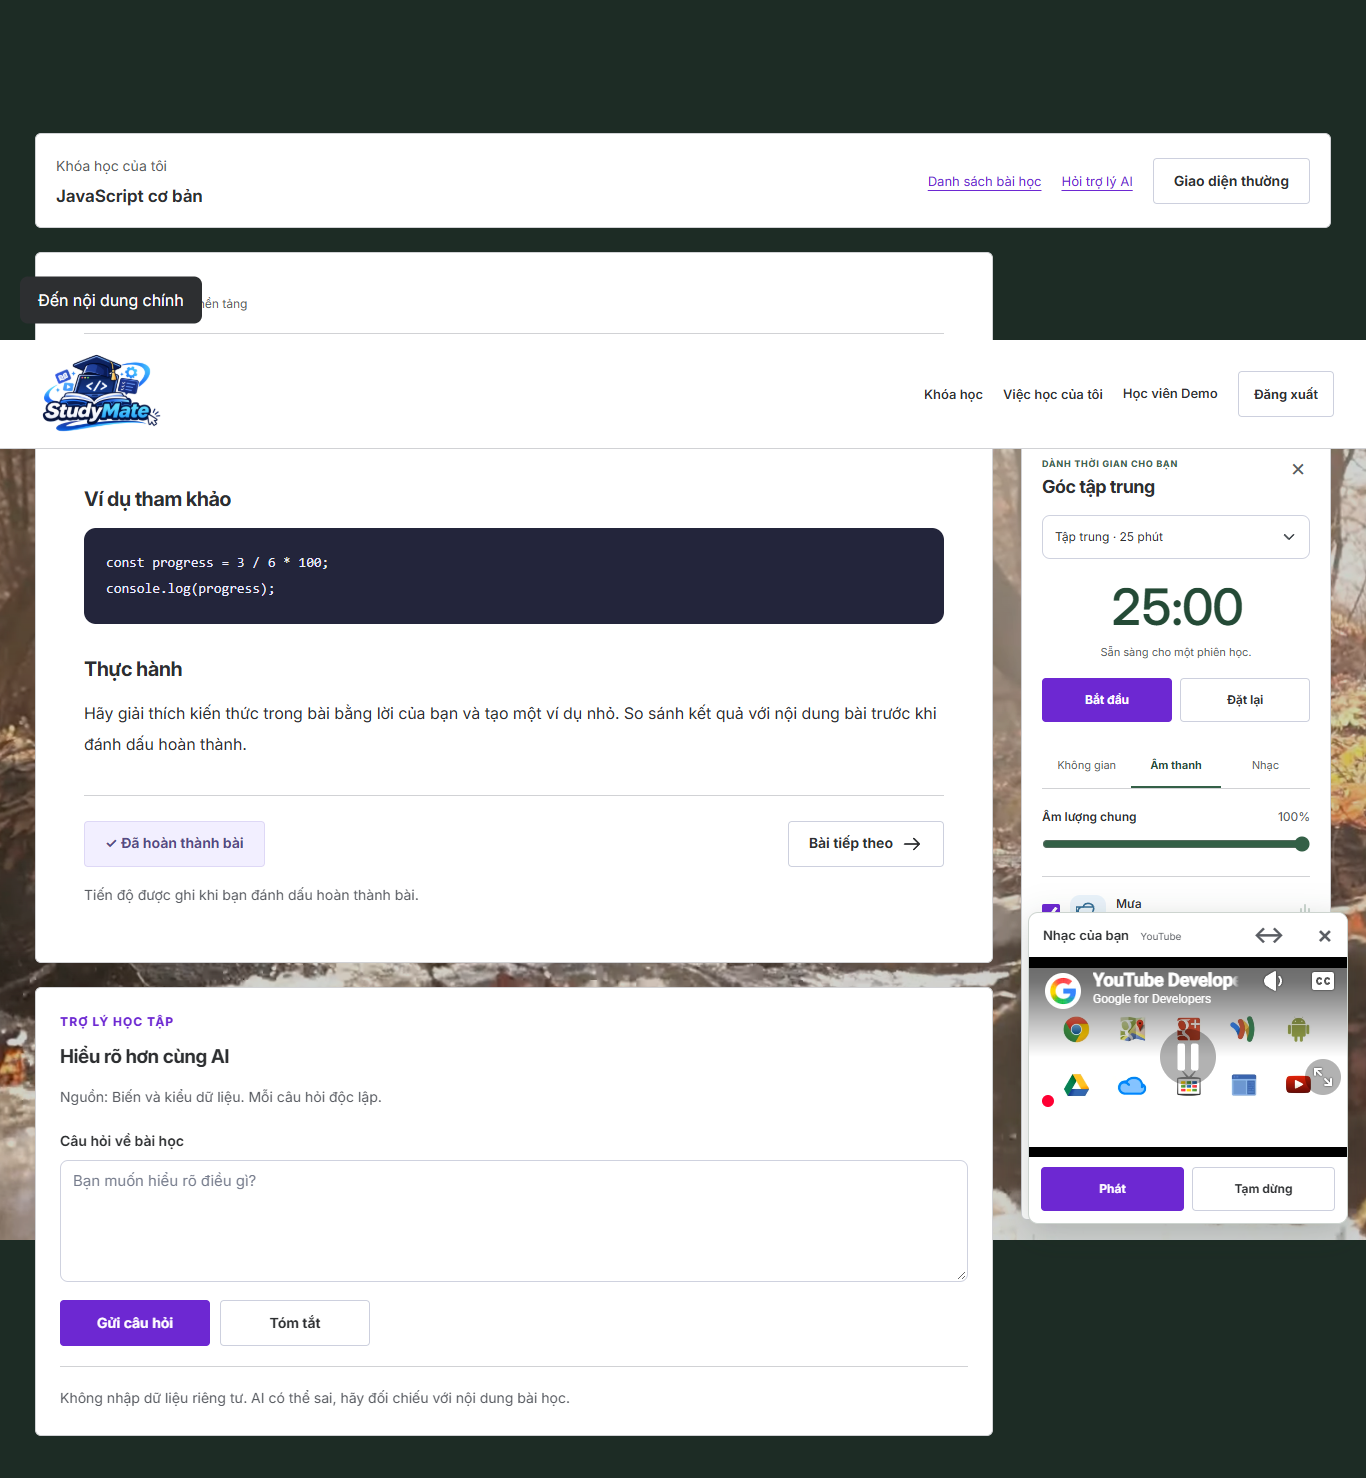 Khóa học của tôi
JavaScript cơ bản
Danh sách bài học
Hỏi trợ lý AI
Giao diện thường
Đến nội dung chính
nền tảng
StudyMate
Khóa học
Việc học của tôi
Học viên Demo
Đăng xuất
Ví dụ tham khảo
const progress = 3 / 6 * 100;
console.log(progress);
Thực hành
Hãy giải thích kiến thức trong bài bằng lời của bạn và tạo một ví dụ nhỏ. So sánh kết quả với nội dung bài trước khi
đánh dấu hoàn thành.
Đã hoàn thành bài
Bài tiếp theo
Tiến độ được ghi khi bạn đánh dấu hoàn thành bài.
TRỢ LÝ HỌC TẬP
Hiểu rõ hơn cùng AI
Nguồn: Biến và kiểu dữ liệu. Mỗi câu hỏi độc lập.
Câu hỏi về bài học
Bạn muốn hiểu rõ điều gì?
Gửi câu hỏi
Tóm tắt
Không nhập dữ liệu riêng tư. AI có thể sai, hãy đối chiếu với nội dung bài học.
DÀNH THỜI GIAN CHO BẠN
Góc tập trung
Tập trung · 25 phút
25:00
Sẵn sàng cho một phiên học.
Bắt đầu
Đặt lại
Không gian
Âm thanh
Nhạc
Âm lượng chung
100%
Mưa
Nhạc của bạn
YouTube
YouTube Develop
Google for Developers
CC
Phát
Tạm dừng